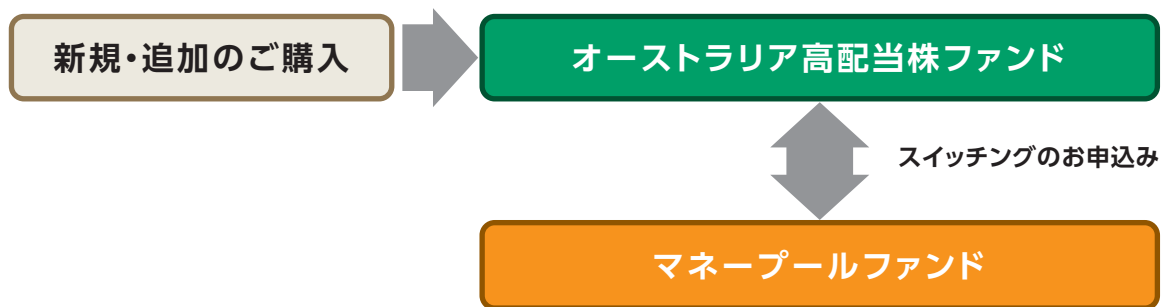 新規・追加のご購入
オーストラリア高配当株ファンド
スイッチングのお申込み
マネープールファンド